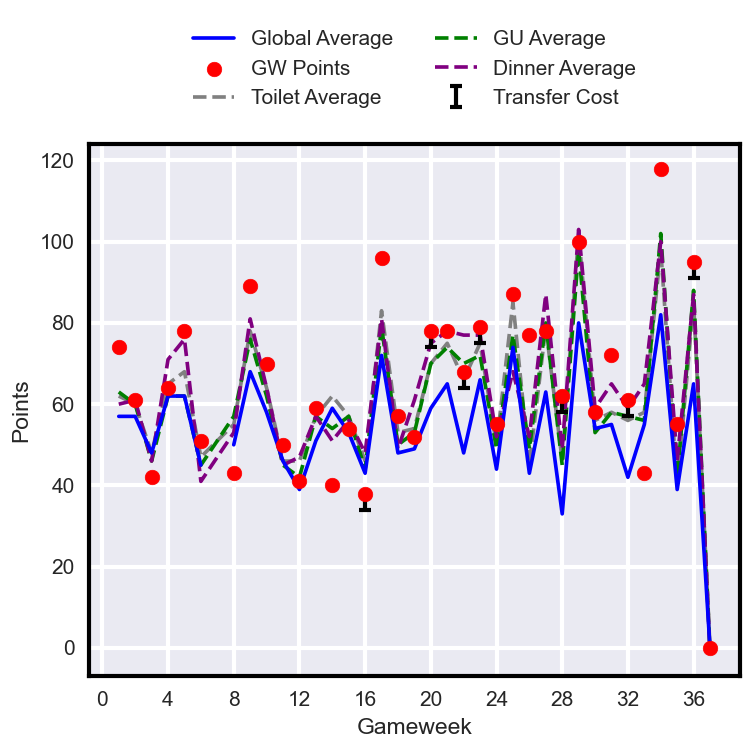 Global Average
GW Points
Toilet Average
GU Average
Dinner Average
Transfer Cost
120
100
80
60
40
20
0
Points
0 4 8 12 16 20 24 28 32 36
Gameweek